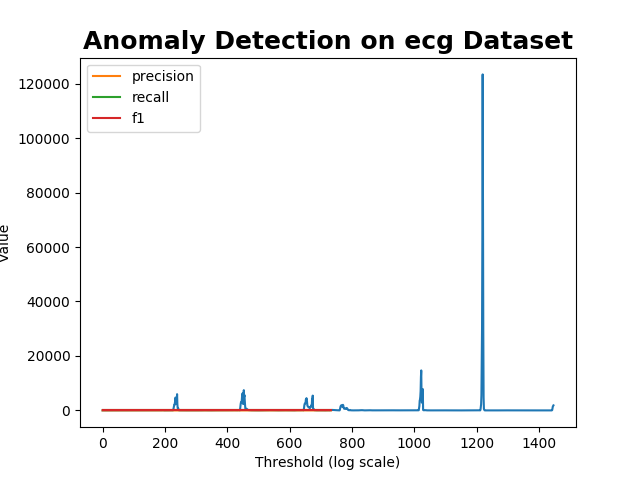 Anomaly Detection on ecg Dataset
precision
recall
f1
120000
100000
80000
60000
40000
20000
0
Value
0 200 400 600 800 1000 1200 1400
Threshold (log scale)